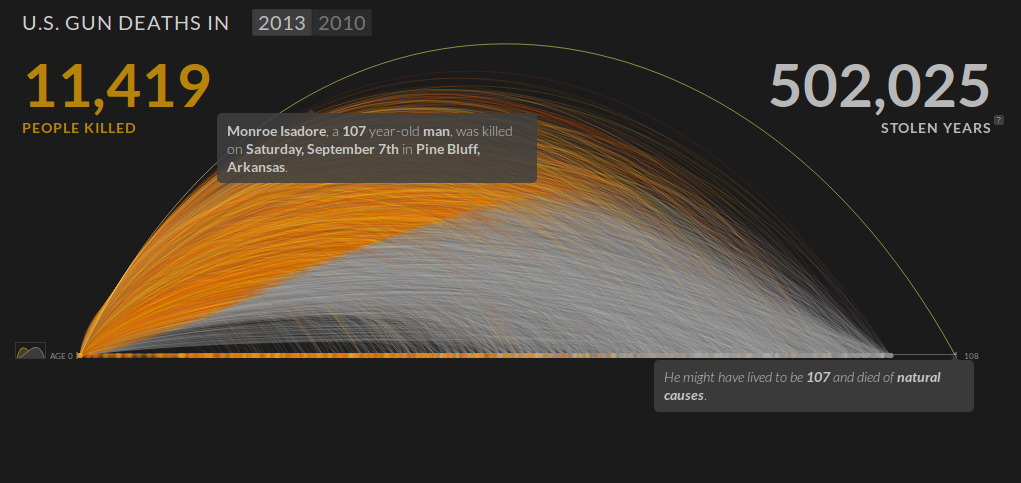 U.S. GUN DEATHS IN 2013 2010
11,419
PEOPLE KILLED
502,025
STOLEN YEARS ?
Monroe Isadore, a 107 year-old man, was killed
on Saturday, September 7th in Pine Bluff,
Arkansas.
AGE 0
108
He might have lived to be 107 and died of natural
causes.